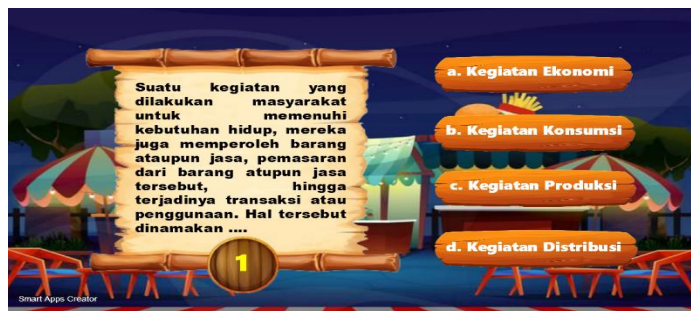 Suatu kegiatan yang
dilakukan masyarakat
untuk memenuhi
kebutuhan hidup, mereka
juga memperoleh barang
ataupun jasa, pemasaran
dari barang atupun jasa
tersebut, hingga
terjadinya transaksi atau
penggunaan. Hal tersebut
dinamakan ....
1
a. Kegiatan Ekonomi
b. Kegiatan Konsumsi
c. Kegiatan Produksi
d. Kegiatan Distribusi
Smart Apps Creator